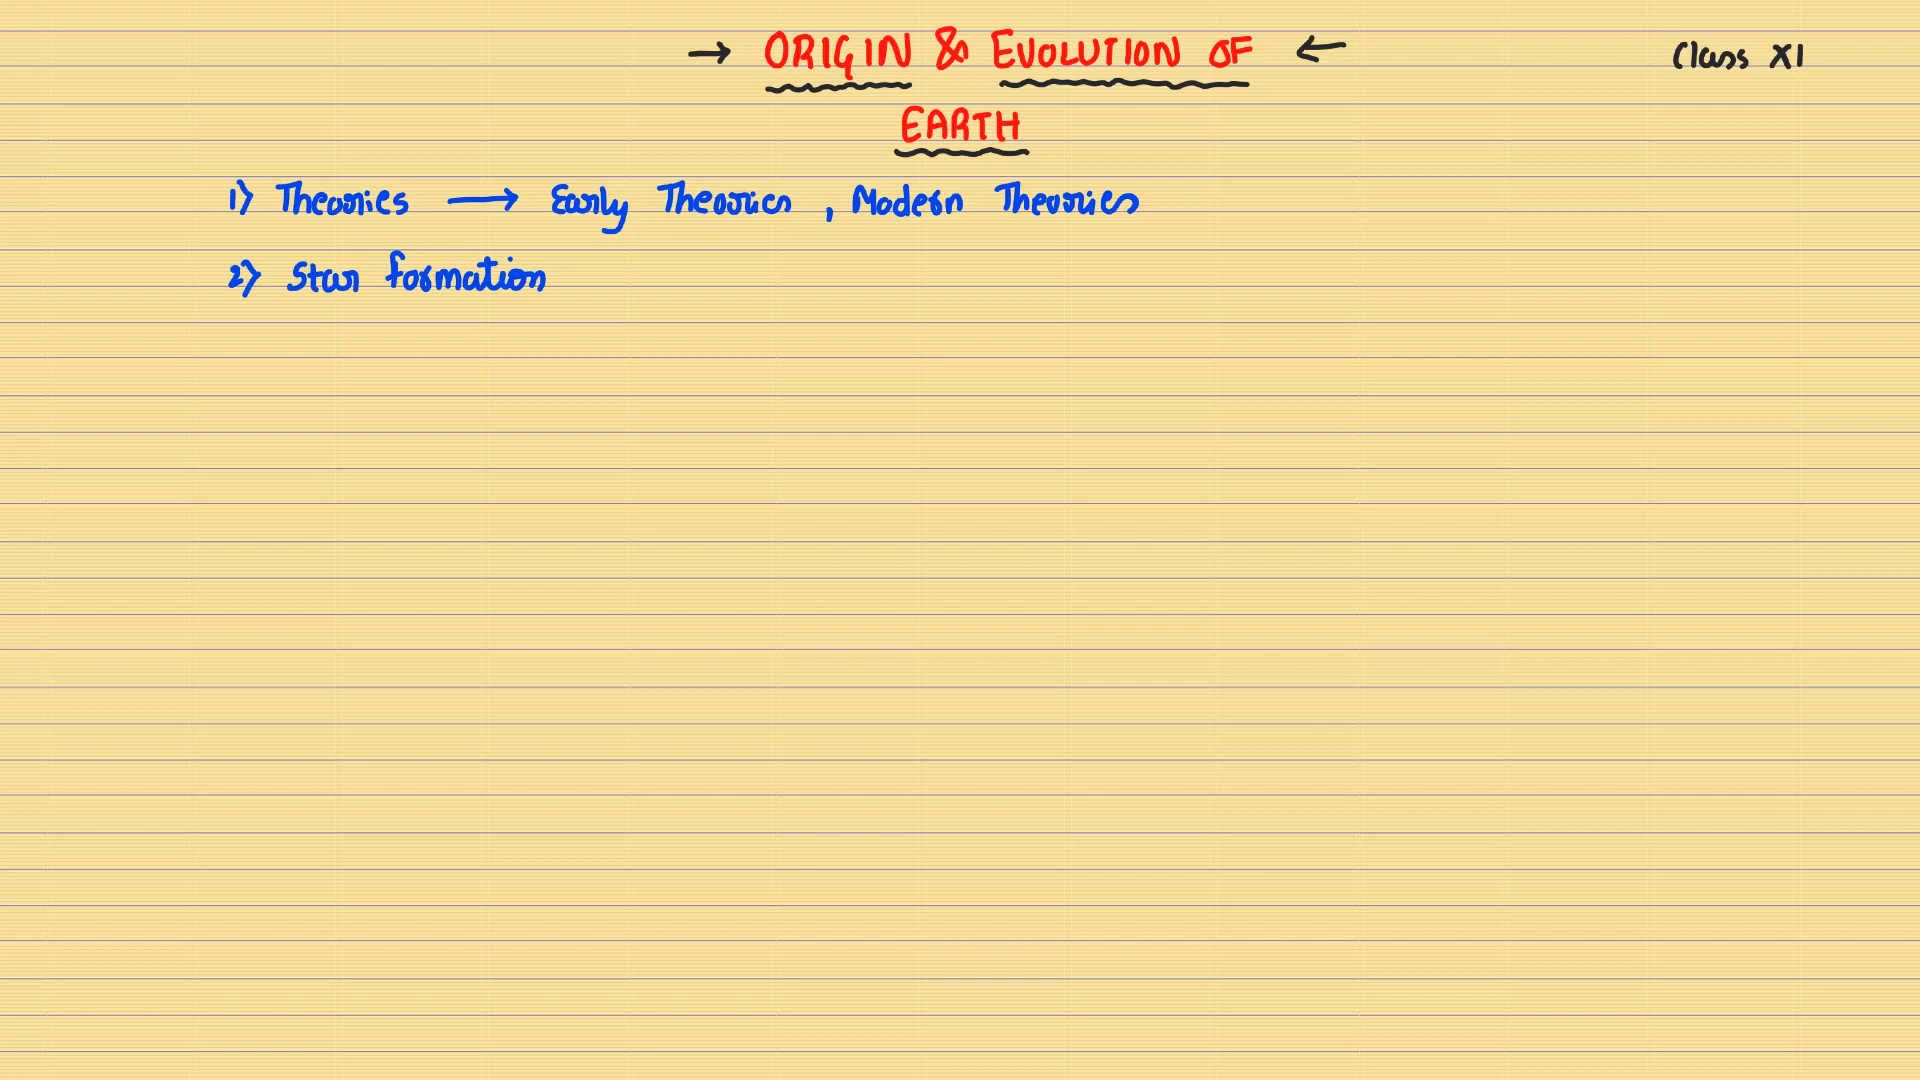 → ORIGIN & EVOLUTION OF ← Class XI
EARTH
1) Theories → Early Theories , Modern Theories
2) Star formation